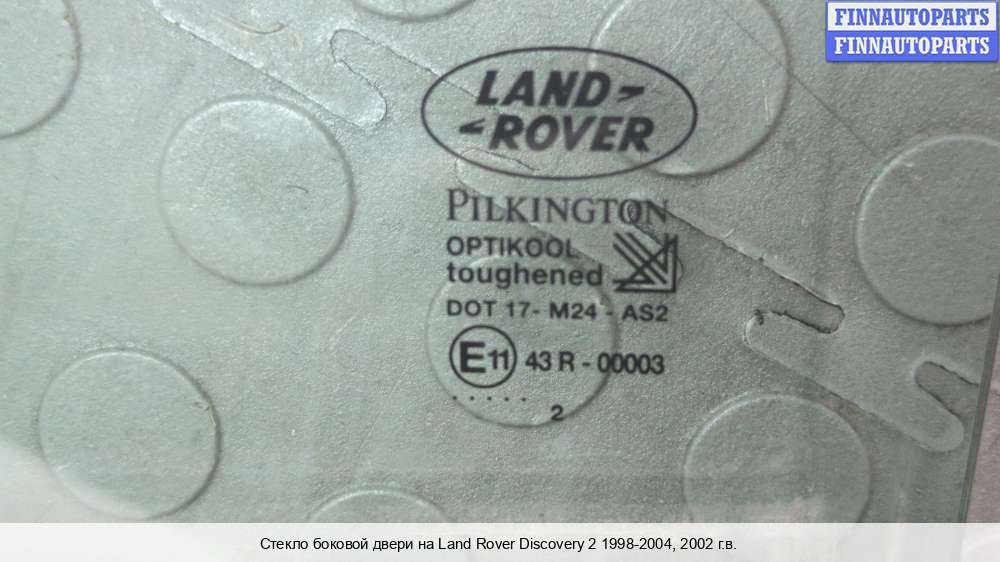 FINNAUTOPARTS
FINNAUTOPARTS
LAND
ROVER
PILKINGTON
OPTIKOOL
toughened
DOT 17- M24 - AS2
E11 43 R - 00003
..... 2
Стекло боковой двери на Land Rover Discovery 2 1998-2004, 2002 г.в.